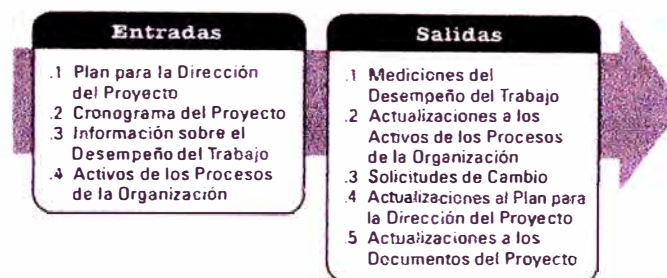 Entradas
.1 Plan para la Dirección
del Proyecto
.2 Cronograma del Proyecto
.3 Información sobre el
Desempeño del Trabajo
.4 Activos de los Procesos
de la Organización
Salidas
.1 Mediciones del
Desempeño del Trabajo
.2 Actualizaciones a los
Activos de los Procesos
de la Organización
.3 Solicitudes de Cambio
.4 Actualizaciones al Plan para
la Dirección del Proyecto
.5 Actualizaciones a los
Documentos del Proyecto